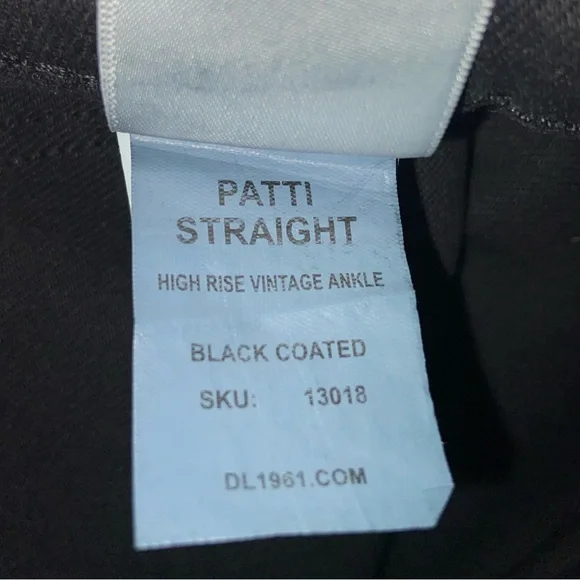 PATTI
STRAIGHT
HIGH RISE VINTAGE ANKLE
BLACK COATED
SKU: 13018
DL1961.COM